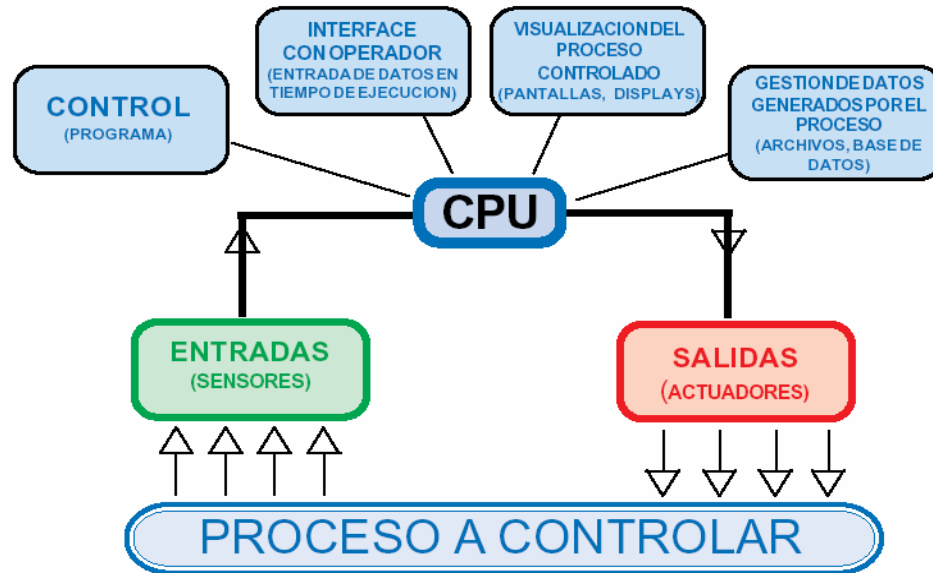 CONTROL
(PROGRAMA)
INTERFACE
CON OPERADOR
(ENTRADA DE DATOS EN
TIEMPO DE EJECUCION)
VISUALIZACION DEL
PROCESO
CONTROLADO
(PANTALLAS, DISPLAYS)
GESTION DE DATOS
GENERADOS POR EL
PROCESO
(ARCHIVOS, BASE DE
DATOS)
CPU
ENTRADAS
(SENSORES)
SALIDAS
(ACTUADORES)
PROCESO A CONTROLAR